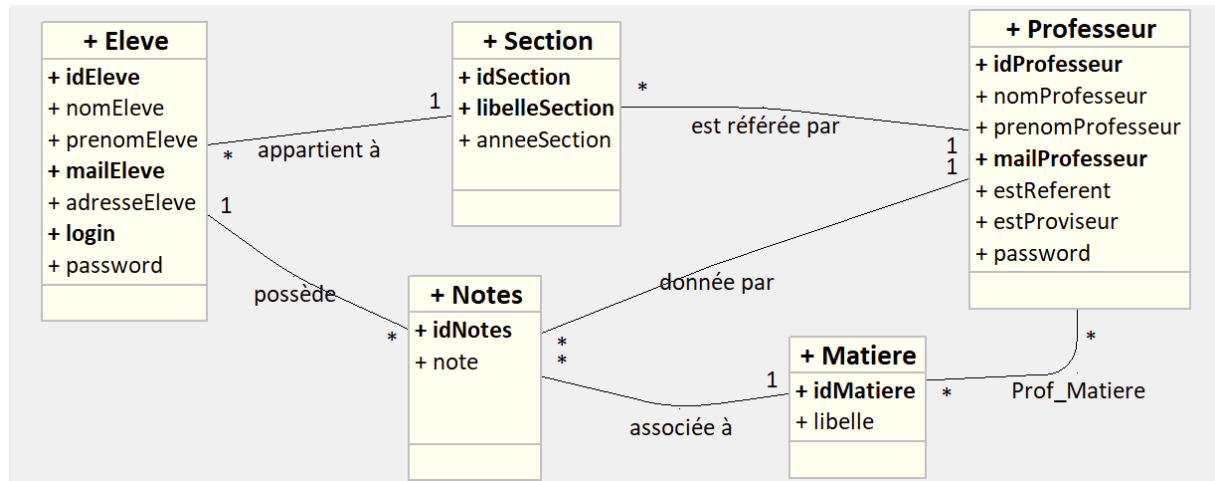 + Eleve
+ idEleve
+ nomEleve
+ prenomEleve
+ mailEleve
+ adresseEleve
+ login
+ password
+ Section
+ idSection
+ libelleSection
+ anneeSection
+ Professeur
+ idProfesseur
+ nomProfesseur
+ prenomProfesseur
+ mailProfesseur
+ estReferent
+ estProviseur
+ password
1
*
appartient à
*
est référée par
1
1
1
possède
*
donnée par
*
*
+ Notes
+ idNotes
+ note
associée à
1
+ Matiere
+ idMatiere
+ libelle
*
*
Prof_Matiere